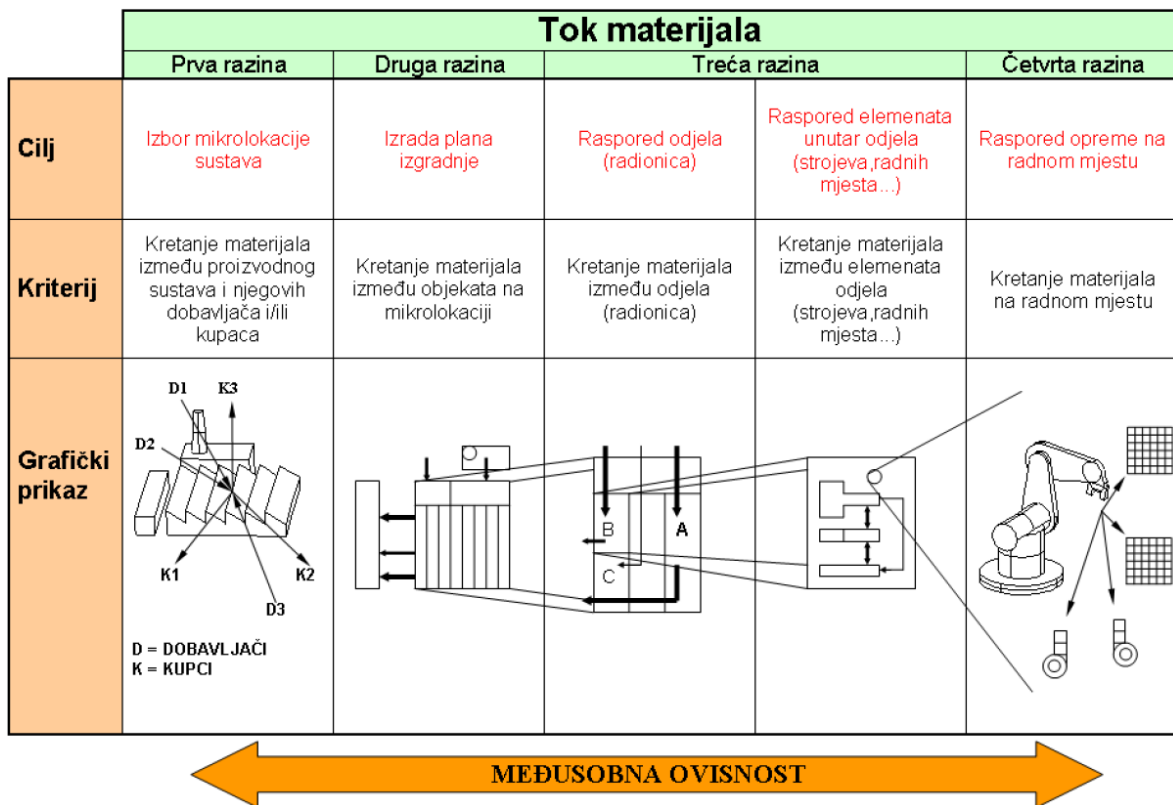 Tok materijala
Prva razina
Druga razina
Treća razina
Četvrta razina
Cilj
Izbor mikrolokacije
sustava
Izrada plana
izgradnje
Raspored odjela
(radionica)
Raspored elemenata
unutar odjela
(strojeva,radnih
mjesta...)
Raspored opreme na
radnom mjestu
Kriterij
Kretanje materijala
između proizvodnog
sustava i njegovih
dobavljača i/ili
kupaca
Kretanje materijala
između objekata na
mikrolokaciji
Kretanje materijala
između odjela
(radionica)
Kretanje materijala
između elemenata
odjela
(strojeva,radnih
mjesta...)
Kretanje materijala
na radnom mjestu
Grafički
prikaz
D1
K3
D2
K1
K2
D3
D = DOBAVLJAČI
K = KUPCI
B
A
C
MEĐUSOBNA OVISNOST